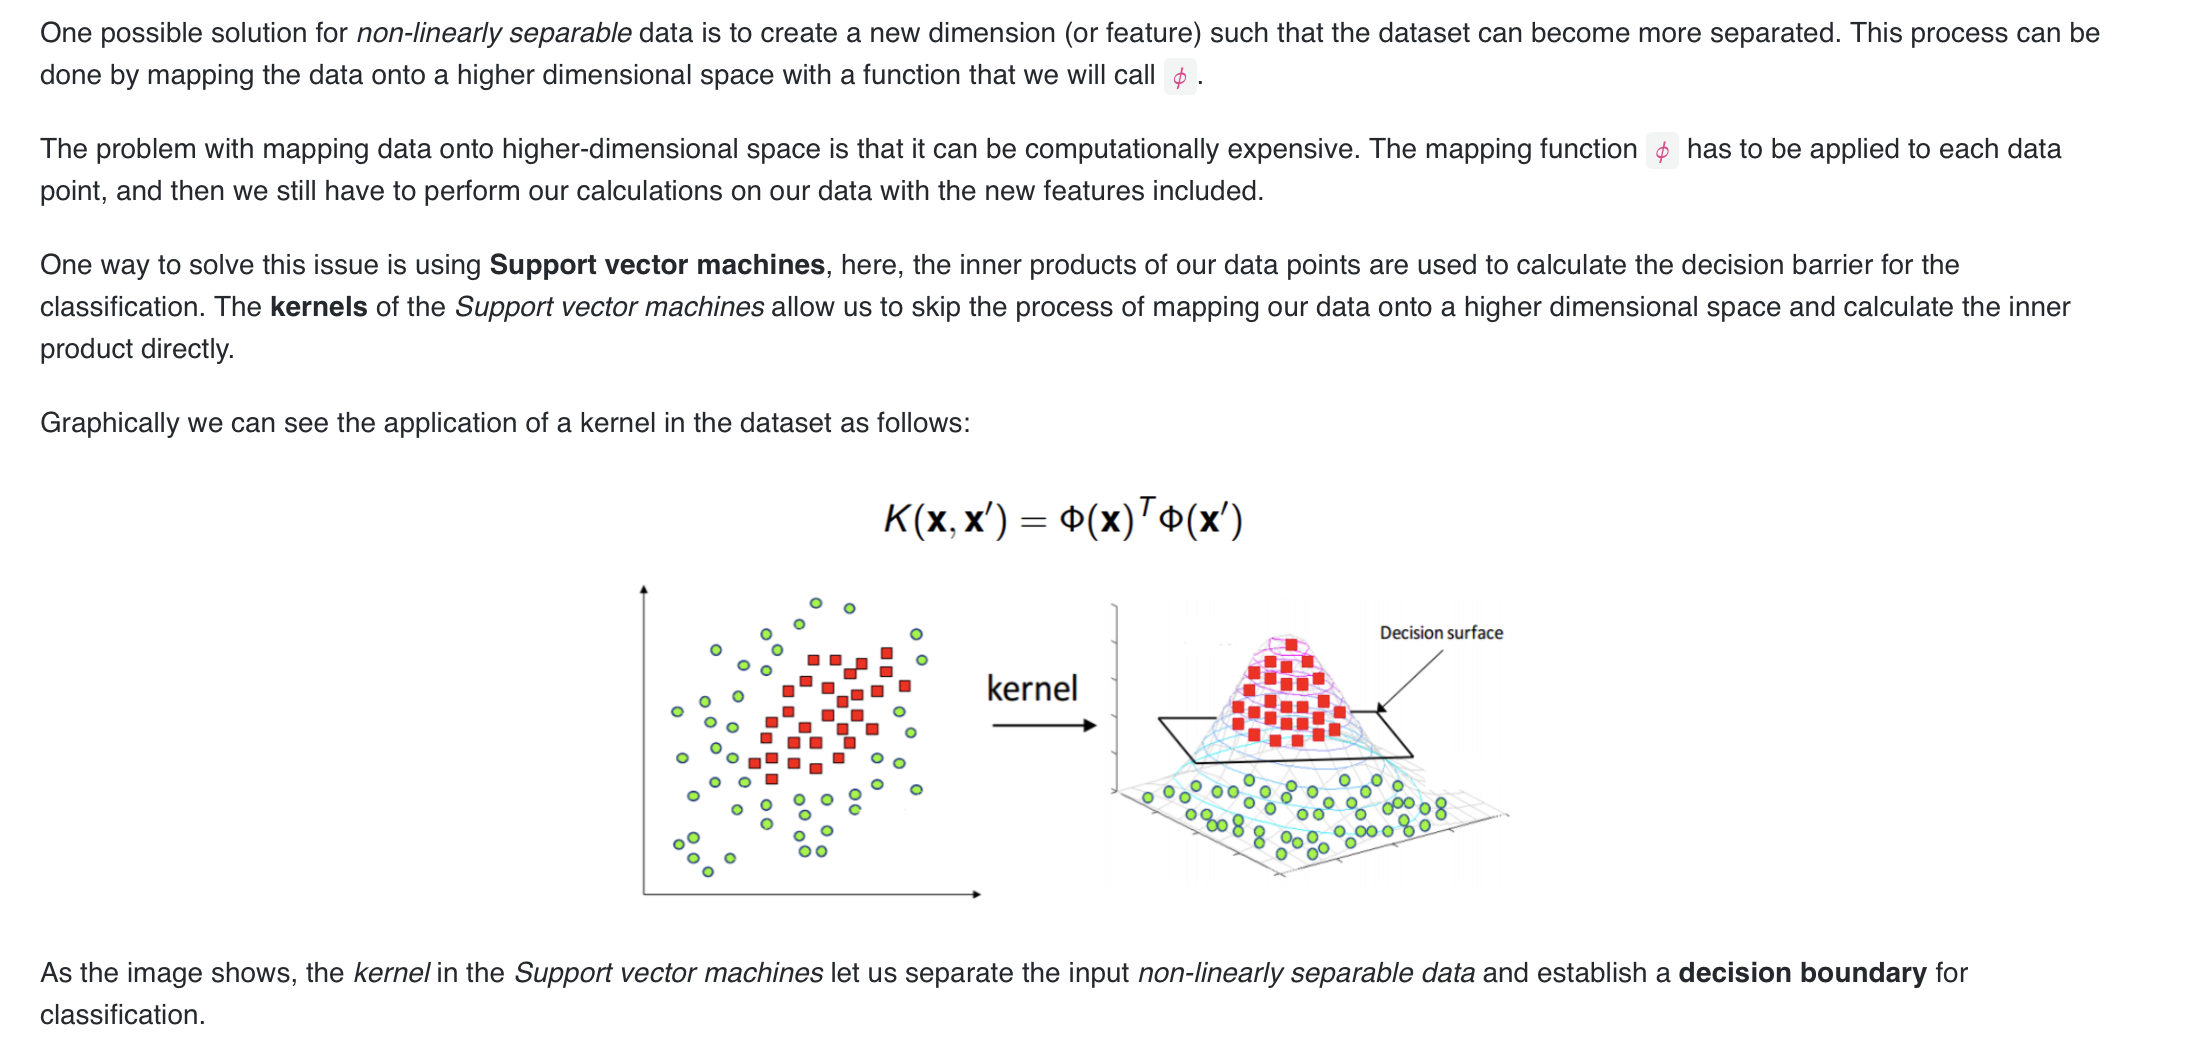 One possible solution for non-linearly separable data is to create a new dimension (or feature) such that the dataset can become more separated. This process can be
done by mapping the data onto a higher dimensional space with a function that we will call ϕ .
The problem with mapping data onto higher-dimensional space is that it can be computationally expensive. The mapping function ϕ has to be applied to each data
point, and then we still have to perform our calculations on our data with the new features included.
One way to solve this issue is using Support vector machines, here, the inner products of our data points are used to calculate the decision barrier for the
classification. The kernels of the Support vector machines allow us to skip the process of mapping our data onto a higher dimensional space and calculate the inner
product directly.
Graphically we can see the application of a kernel in the dataset as follows:
K(x, x′) = Φ(x)ᵀΦ(x′)
Decision surface
kernel
As the image shows, the kernel in the Support vector machines let us separate the input non-linearly separable data and establish a decision boundary for
classification.